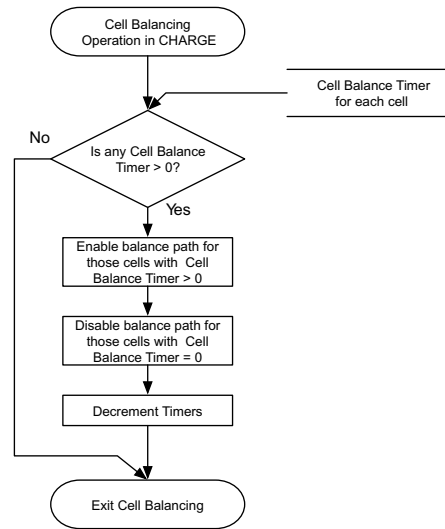 Cell Balancing
Operation in CHARGE
Cell Balance Timer
for each cell
No
Is any Cell Balance
Timer > 0?
Yes
Enable balance path for
those cells with Cell
Balance Timer > 0
Disable balance path for
those cells with Cell
Balance Timer = 0
Decrement Timers
Exit Cell Balancing